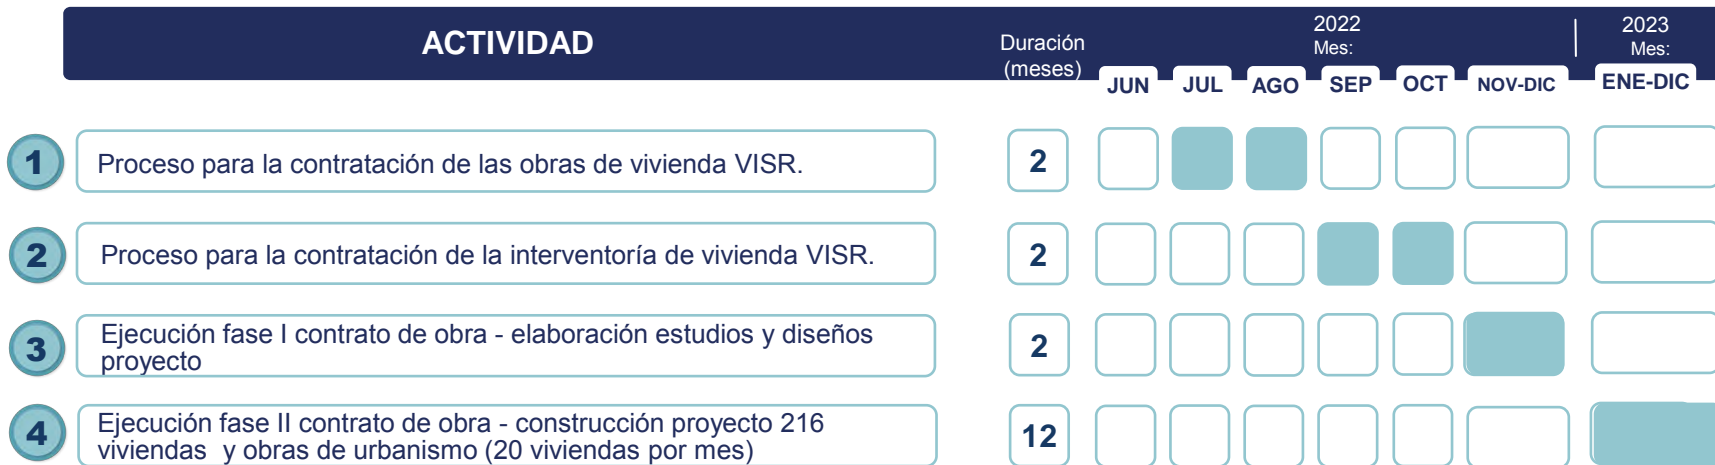 ACTIVIDAD
Duración
(meses)
2022
Mes:
2023
Mes:
JUN JUL AGO SEP OCT NOV-DIC ENE-DIC
1 Proceso para la contratación de las obras de vivienda VISR. 2
2 Proceso para la contratación de la interventoría de vivienda VISR. 2
3 Ejecución fase I contrato de obra - elaboración estudios y diseños
proyecto 2
4 Ejecución fase II contrato de obra - construcción proyecto 216
viviendas y obras de urbanismo (20 viviendas por mes) 12